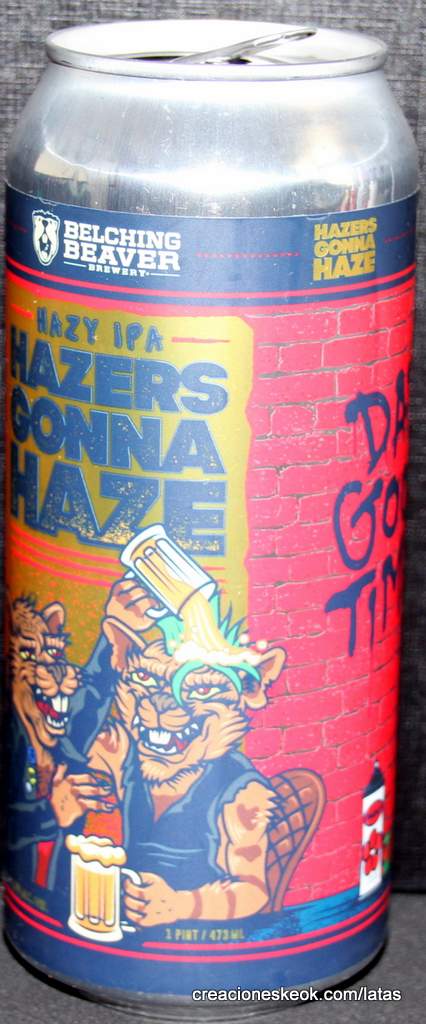 BELCHING
BEAVER
BREWERY
HAZERS
GONNA
HAZE
HAZY IPA
HAZERS
GONNA
HAZE
1 PINT / 473 ML
creacioneskeok.com/latas